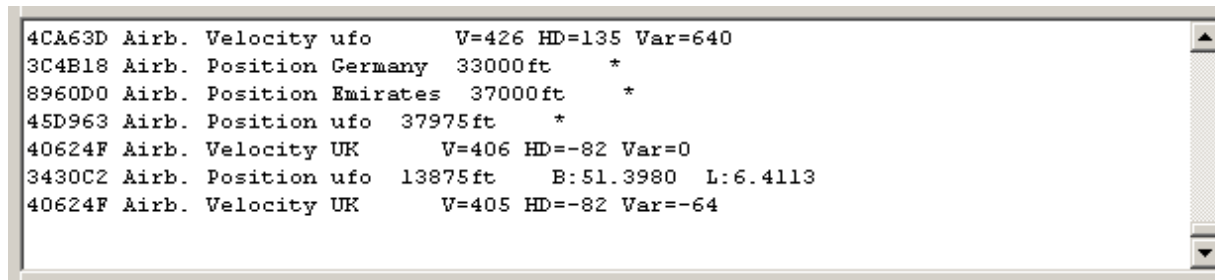 4CA63D Airb. Velocity ufo      V=426 HD=135 Var=640
3C4B18 Airb. Position Germany  33000ft     *
8960D0 Airb. Position Emirates  37000ft     *
45D963 Airb. Position ufo  37975ft     *
40624F Airb. Velocity UK       V=406 HD=-82 Var=0
3430C2 Airb. Position ufo  13875ft     B:51.3980  L:6.4113
40624F Airb. Velocity UK       V=405 HD=-82 Var=-64